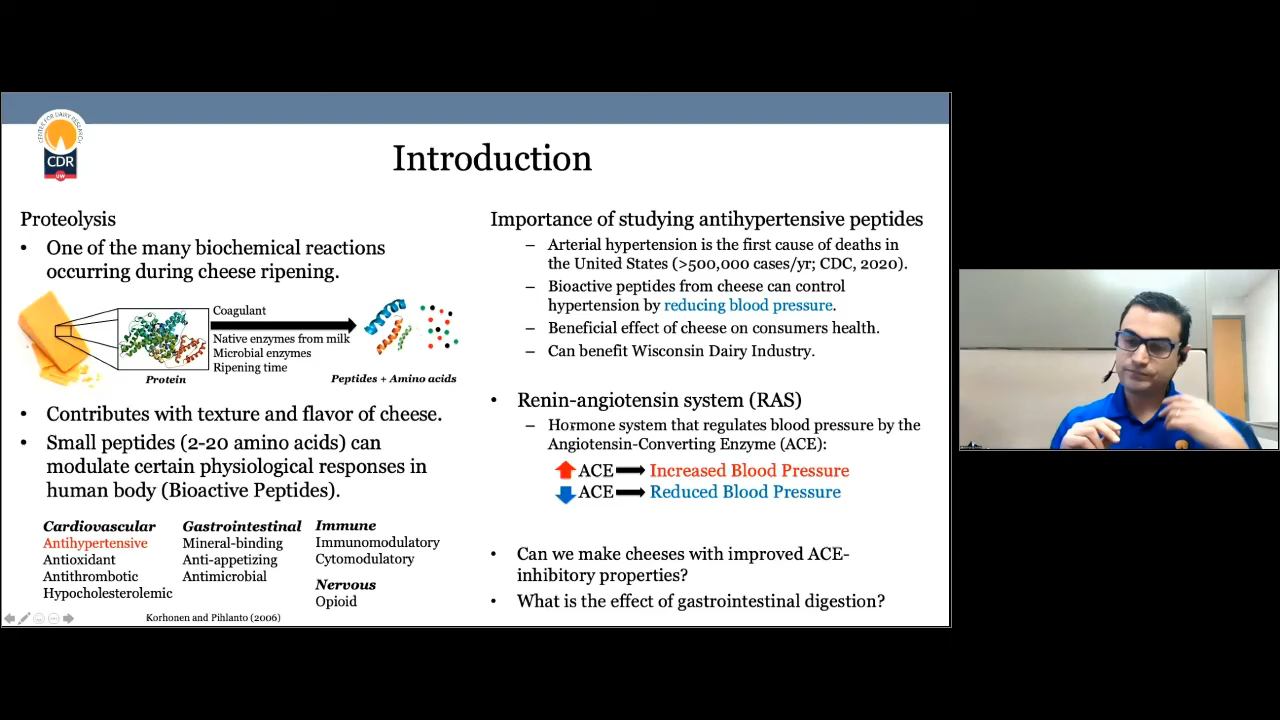 CENTER FOR DAIRY RESEARCH
CDR
UW
Introduction
Proteolysis
• One of the many biochemical reactions
occurring during cheese ripening.
Coagulant
Native enzymes from milk
Microbial enzymes
Ripening time
Protein
Peptides + Amino acids
• Contributes with texture and flavor of cheese.
• Small peptides (2-20 amino acids) can
modulate certain physiological responses in
human body (Bioactive Peptides).
Cardiovascular
Antihypertensive
Antioxidant
Antithrombotic
Hypocholesterolemic
Gastrointestinal
Mineral-binding
Anti-appetizing
Antimicrobial
Immune
Immunomodulatory
Cytomodulatory
Nervous
Opioid
Korhonen and Pihlanto (2006)
Importance of studying antihypertensive peptides
– Arterial hypertension is the first cause of deaths in
the United States (>500,000 cases/yr; CDC, 2020).
– Bioactive peptides from cheese can control
hypertension by reducing blood pressure.
– Beneficial effect of cheese on consumers health.
– Can benefit Wisconsin Dairy Industry.
• Renin-angiotensin system (RAS)
– Hormone system that regulates blood pressure by the
Angiotensin-Converting Enzyme (ACE):
ACE Increased Blood Pressure
ACE Reduced Blood Pressure
• Can we make cheeses with improved ACE-
inhibitory properties?
• What is the effect of gastrointestinal digestion?